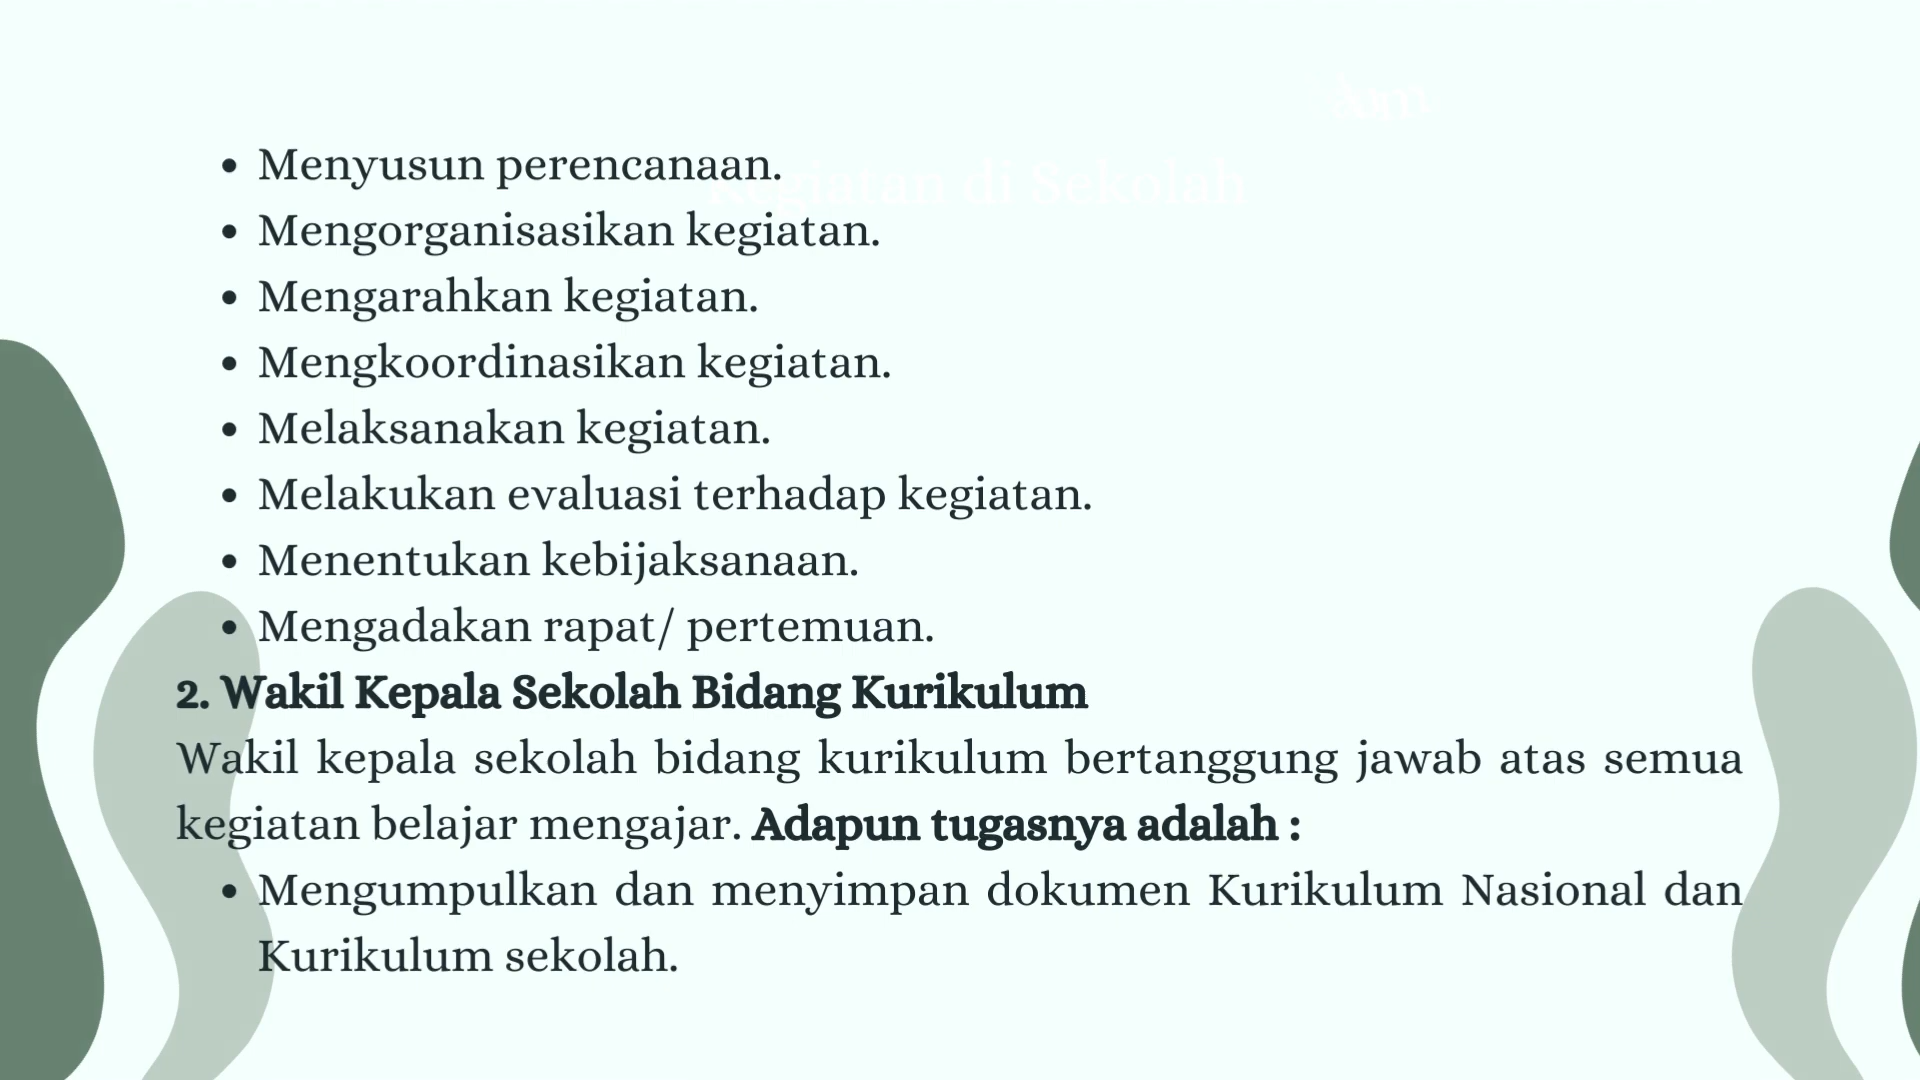 Kegiatan di Sekolah
• Menyusun perencanaan.
• Mengorganisasikan kegiatan.
• Mengarahkan kegiatan.
• Mengkoordinasikan kegiatan.
• Melaksanakan kegiatan.
• Melakukan evaluasi terhadap kegiatan.
• Menentukan kebijaksanaan.
• Mengadakan rapat/ pertemuan.
2. Wakil Kepala Sekolah Bidang Kurikulum
Wakil kepala sekolah bidang kurikulum bertanggung jawab atas semua
kegiatan belajar mengajar. Adapun tugasnya adalah :
• Mengumpulkan dan menyimpan dokumen Kurikulum Nasional dan
Kurikulum sekolah.